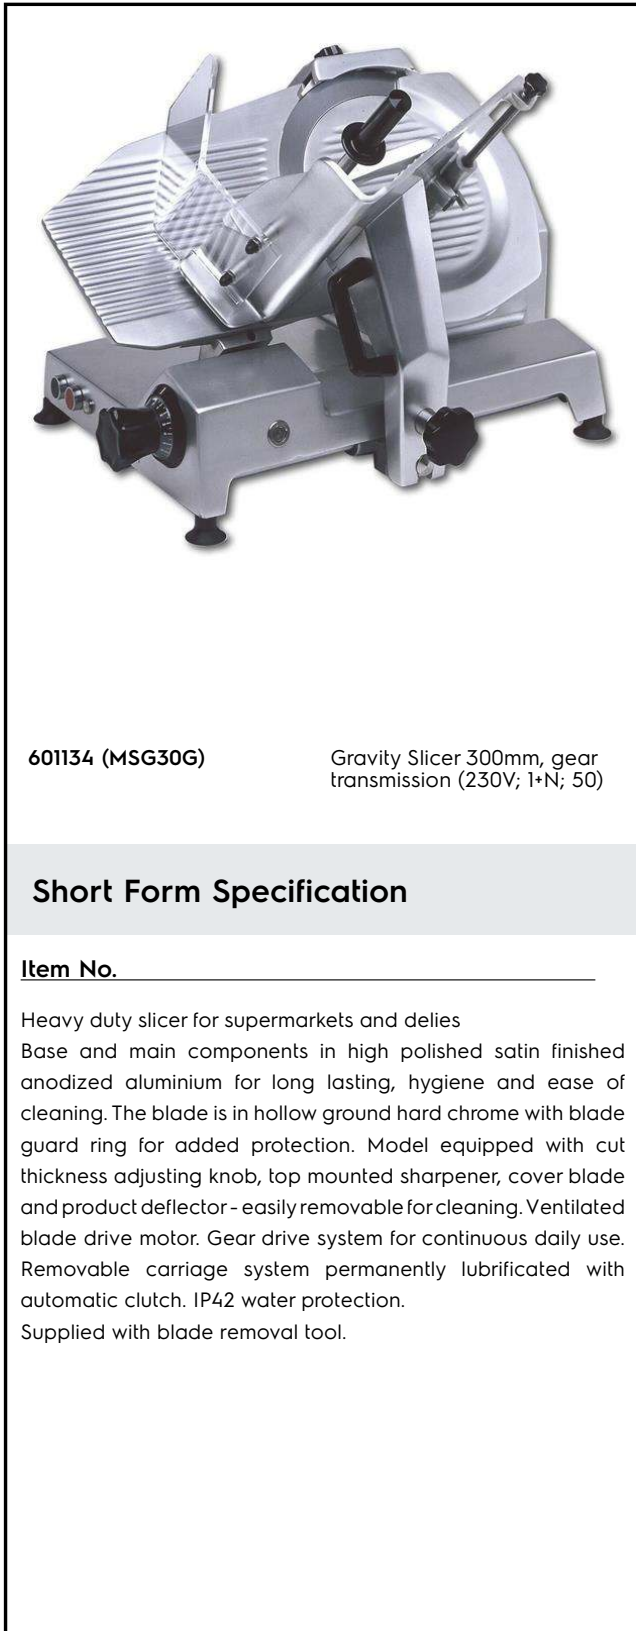 601134 (MSG30G)
Gravity Slicer 300mm, gear
transmission (230V; 1+N; 50)
Short Form Specification
Item No.
Heavy duty slicer for supermarkets and delies
Base and main components in high polished satin finished
anodized aluminium for long lasting, hygiene and ease of
cleaning. The blade is in hollow ground hard chrome with blade
guard ring for added protection. Model equipped with cut
thickness adjusting knob, top mounted sharpener, cover blade
and product deflector - easily removable for cleaning. Ventilated
blade drive motor. Gear drive system for continuous daily use.
Removable carriage system permanently lubrificated with
automatic clutch. IP42 water protection.
Supplied with blade removal tool.